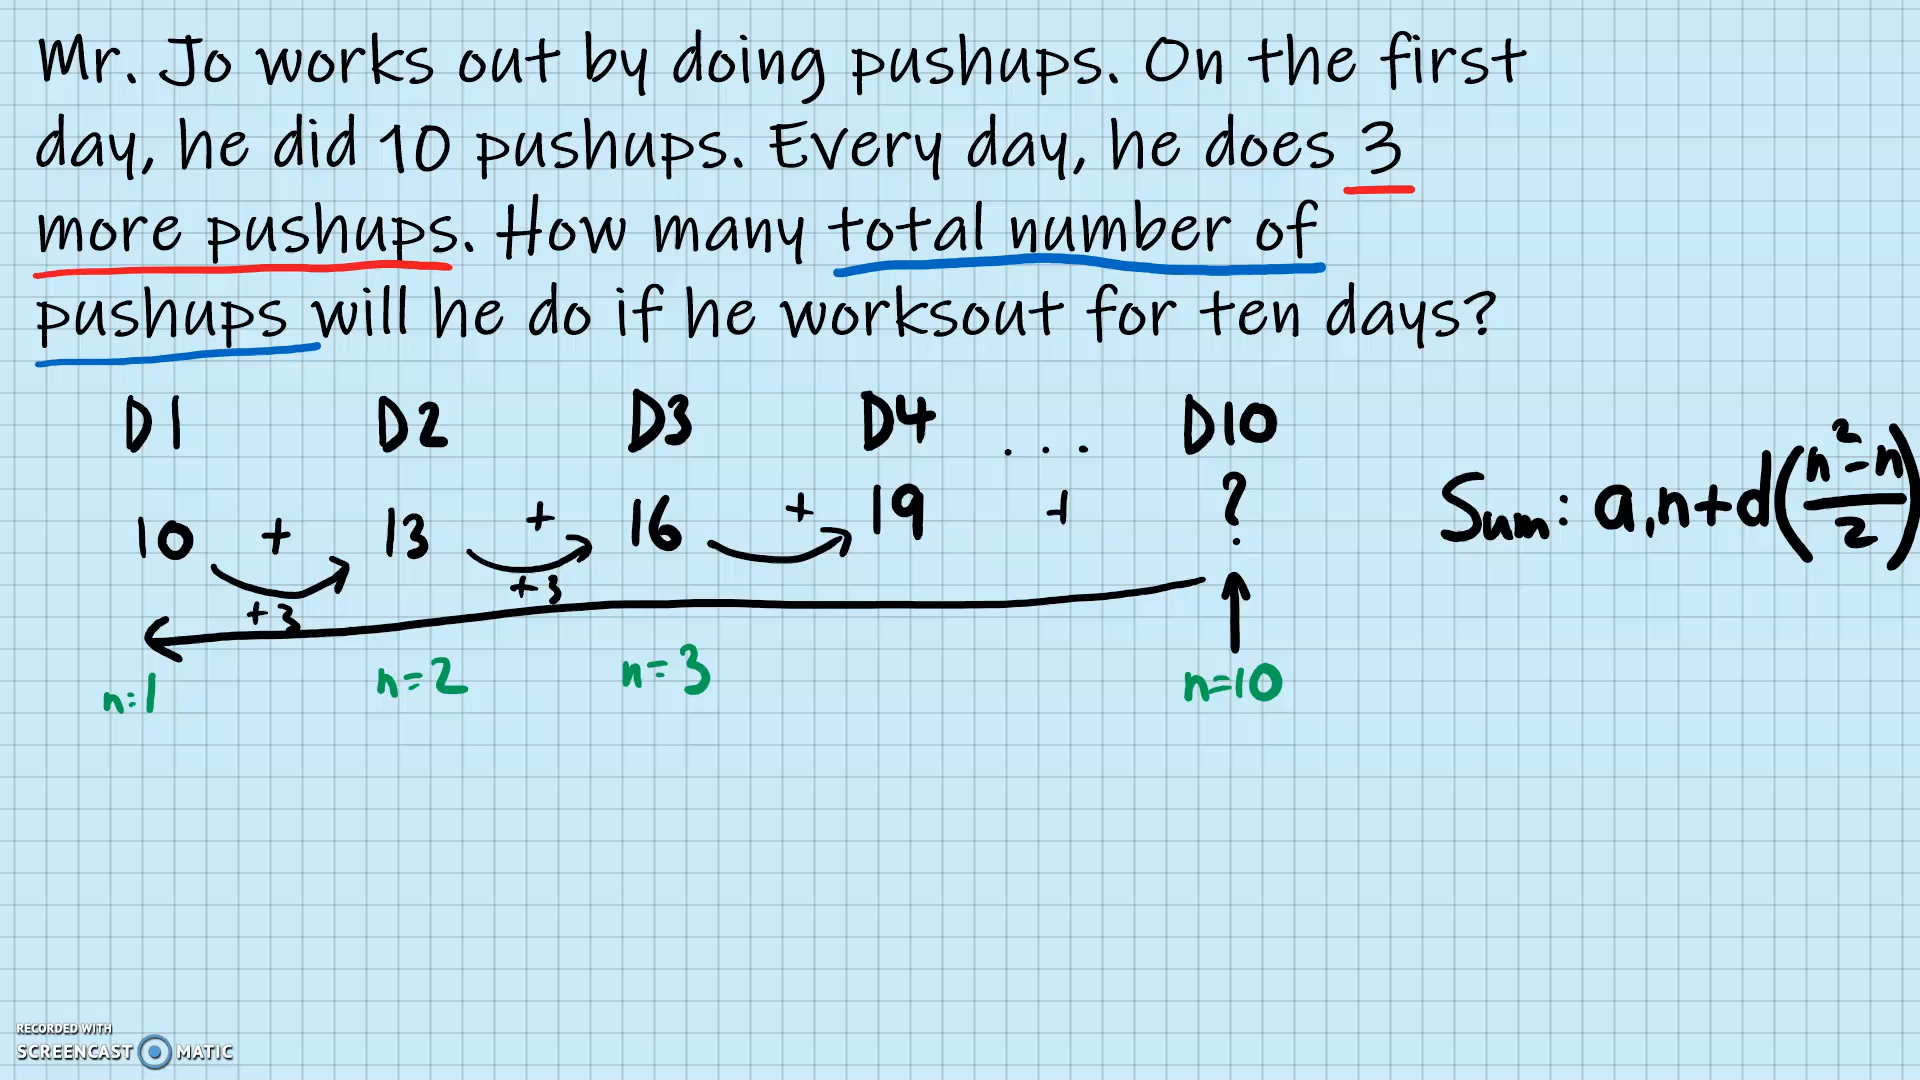 Mr. Jo works out by doing pushups. On the first
day, he did 10 pushups. Every day, he does 3
more pushups. How many total number of
pushups will he do if he worksout for ten days?
D1 D2 D3 D4 ... D10
10 + 13 + 16 + 19 + ?
+3 +3
n=1 n=2 n=3 n=10
Sum: a₁n+d((n²-n)/2)
RECORDED WITH
SCREENCAST MATIC